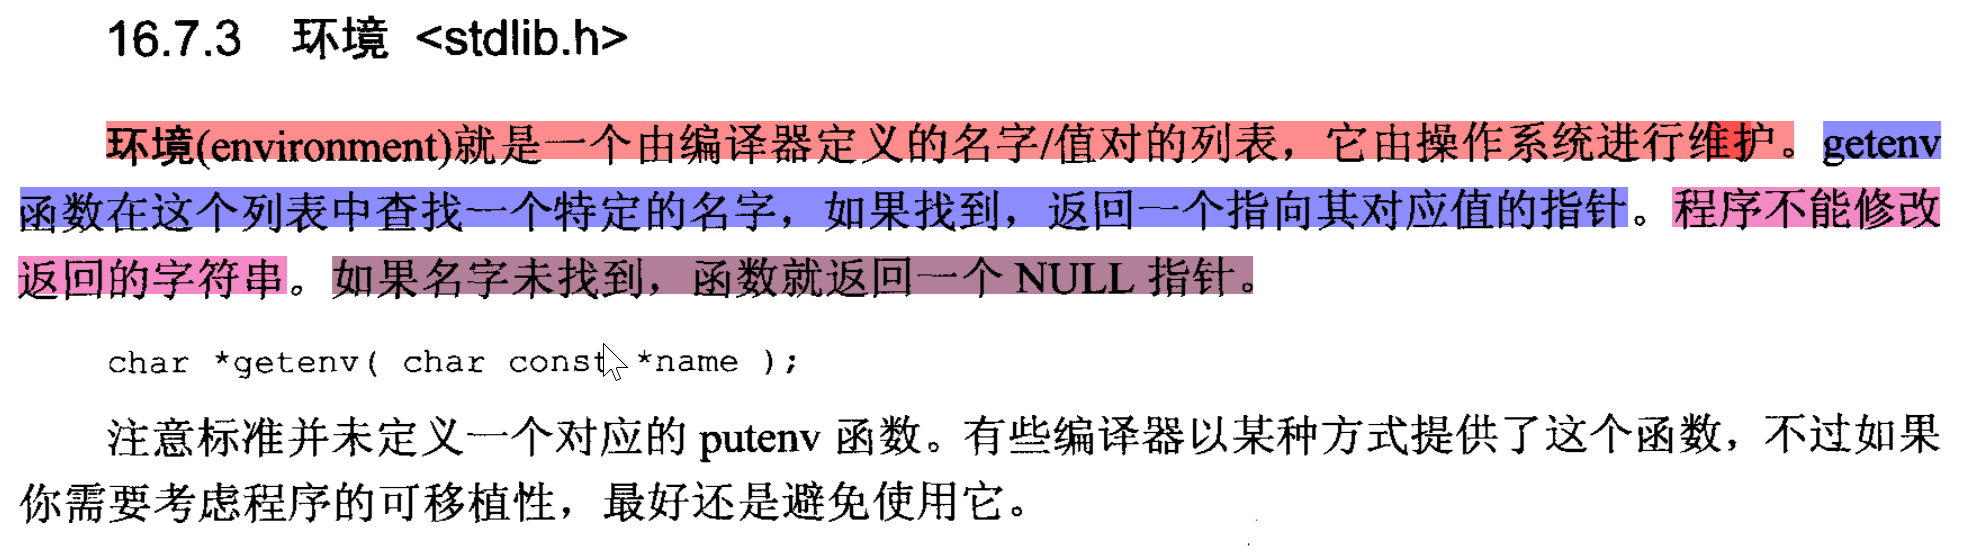 16.7.3 环境 <stdlib.h>
环境(environment)就是一个由编译器定义的名字/值对的列表，它由操作系统进行维护。getenv
函数在这个列表中查找一个特定的名字，如果找到，返回一个指向其对应值的指针。程序不能修改
返回的字符串。如果名字未找到，函数就返回一个 NULL 指针。
char *getenv( char const *name );
注意标准并未定义一个对应的 putenv 函数。有些编译器以某种方式提供了这个函数，不过如果
你需要考虑程序的可移植性，最好还是避免使用它。